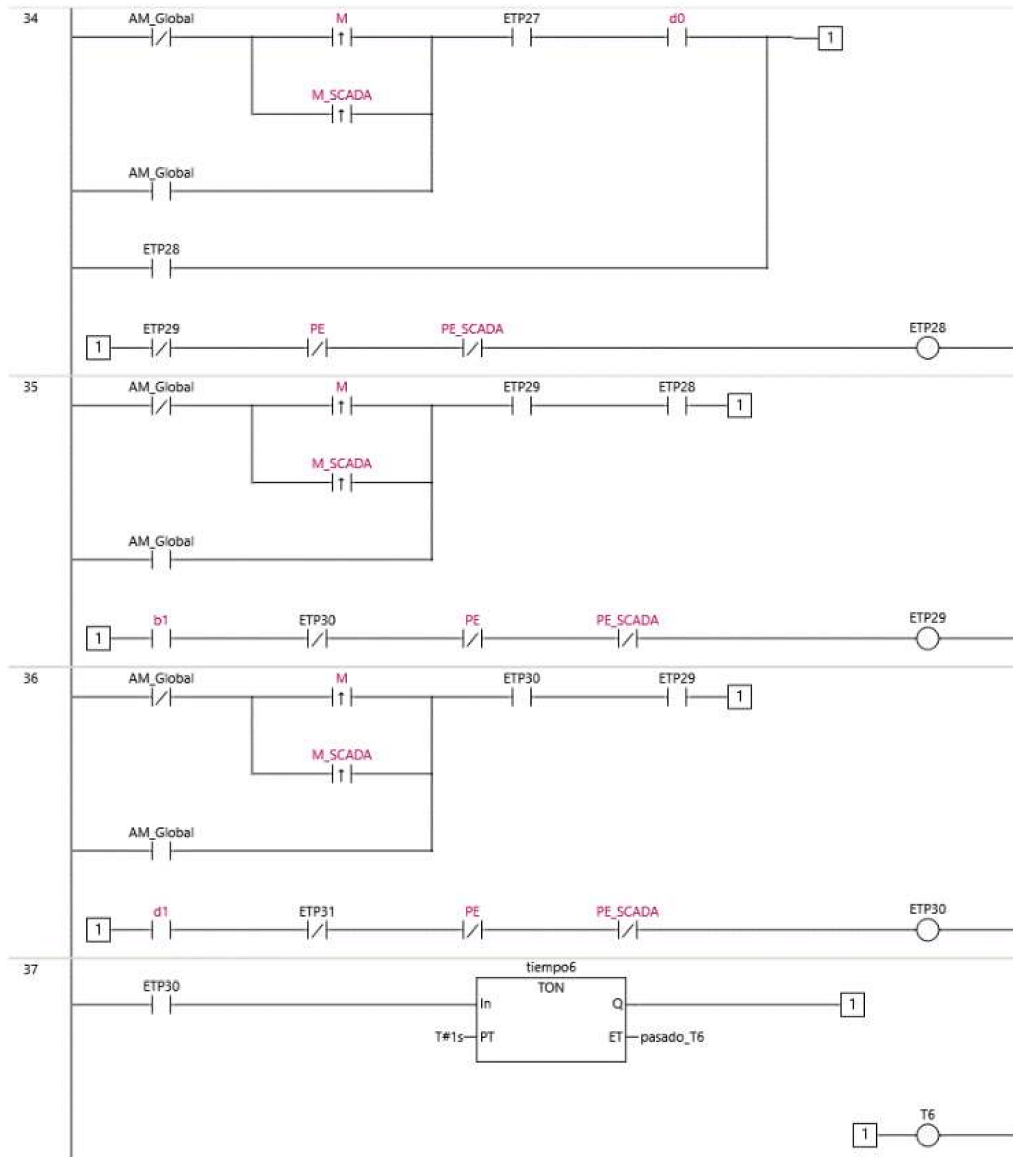 34 AM_Global M ETP27 d0
1
M_SCADA
AM_Global
ETP28
1 ETP29 PE PE_SCADA ETP28
35 AM_Global M ETP29 ETP28
1
M_SCADA
AM_Global
1 b1 ETP30 PE PE_SCADA ETP29
36 AM_Global M ETP30 ETP29
1
M_SCADA
AM_Global
1 d1 ETP31 PE PE_SCADA ETP30
37 tiempo6
ETP30 TON
In Q 1
T#1s PT ET pasado_T6
1 T6